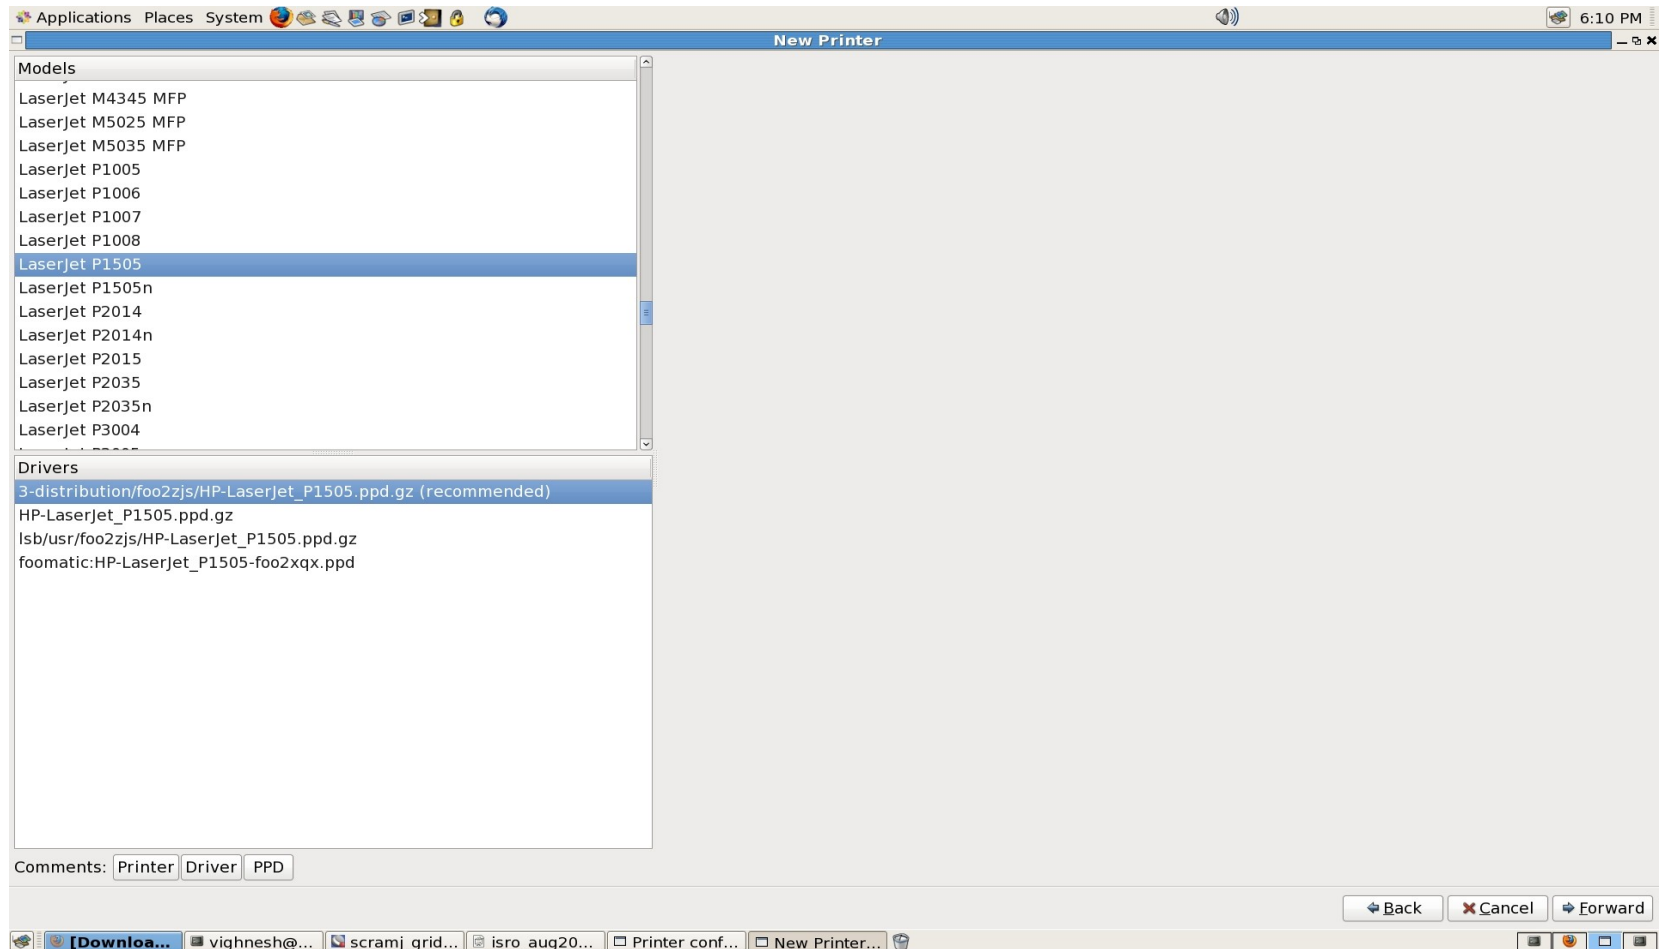 Applications Places System 6:10 PM
New Printer
Models
LaserJet M4345 MFP
LaserJet M5025 MFP
LaserJet M5035 MFP
LaserJet P1005
LaserJet P1006
LaserJet P1007
LaserJet P1008
LaserJet P1505
LaserJet P1505n
LaserJet P2014
LaserJet P2014n
LaserJet P2015
LaserJet P2035
LaserJet P2035n
LaserJet P3004
Drivers
3-distribution/foo2zjs/HP-LaserJet_P1505.ppd.gz (recommended)
HP-LaserJet_P1505.ppd.gz
lsb/usr/foo2zjs/HP-LaserJet_P1505.ppd.gz
foomatic:HP-LaserJet_P1505-foo2xqx.ppd
Comments: Printer Driver PPD
Back Cancel Forward
[Downloa... vighnesh@... scramj_grid... isro_aug20... Printer conf... New Printer...